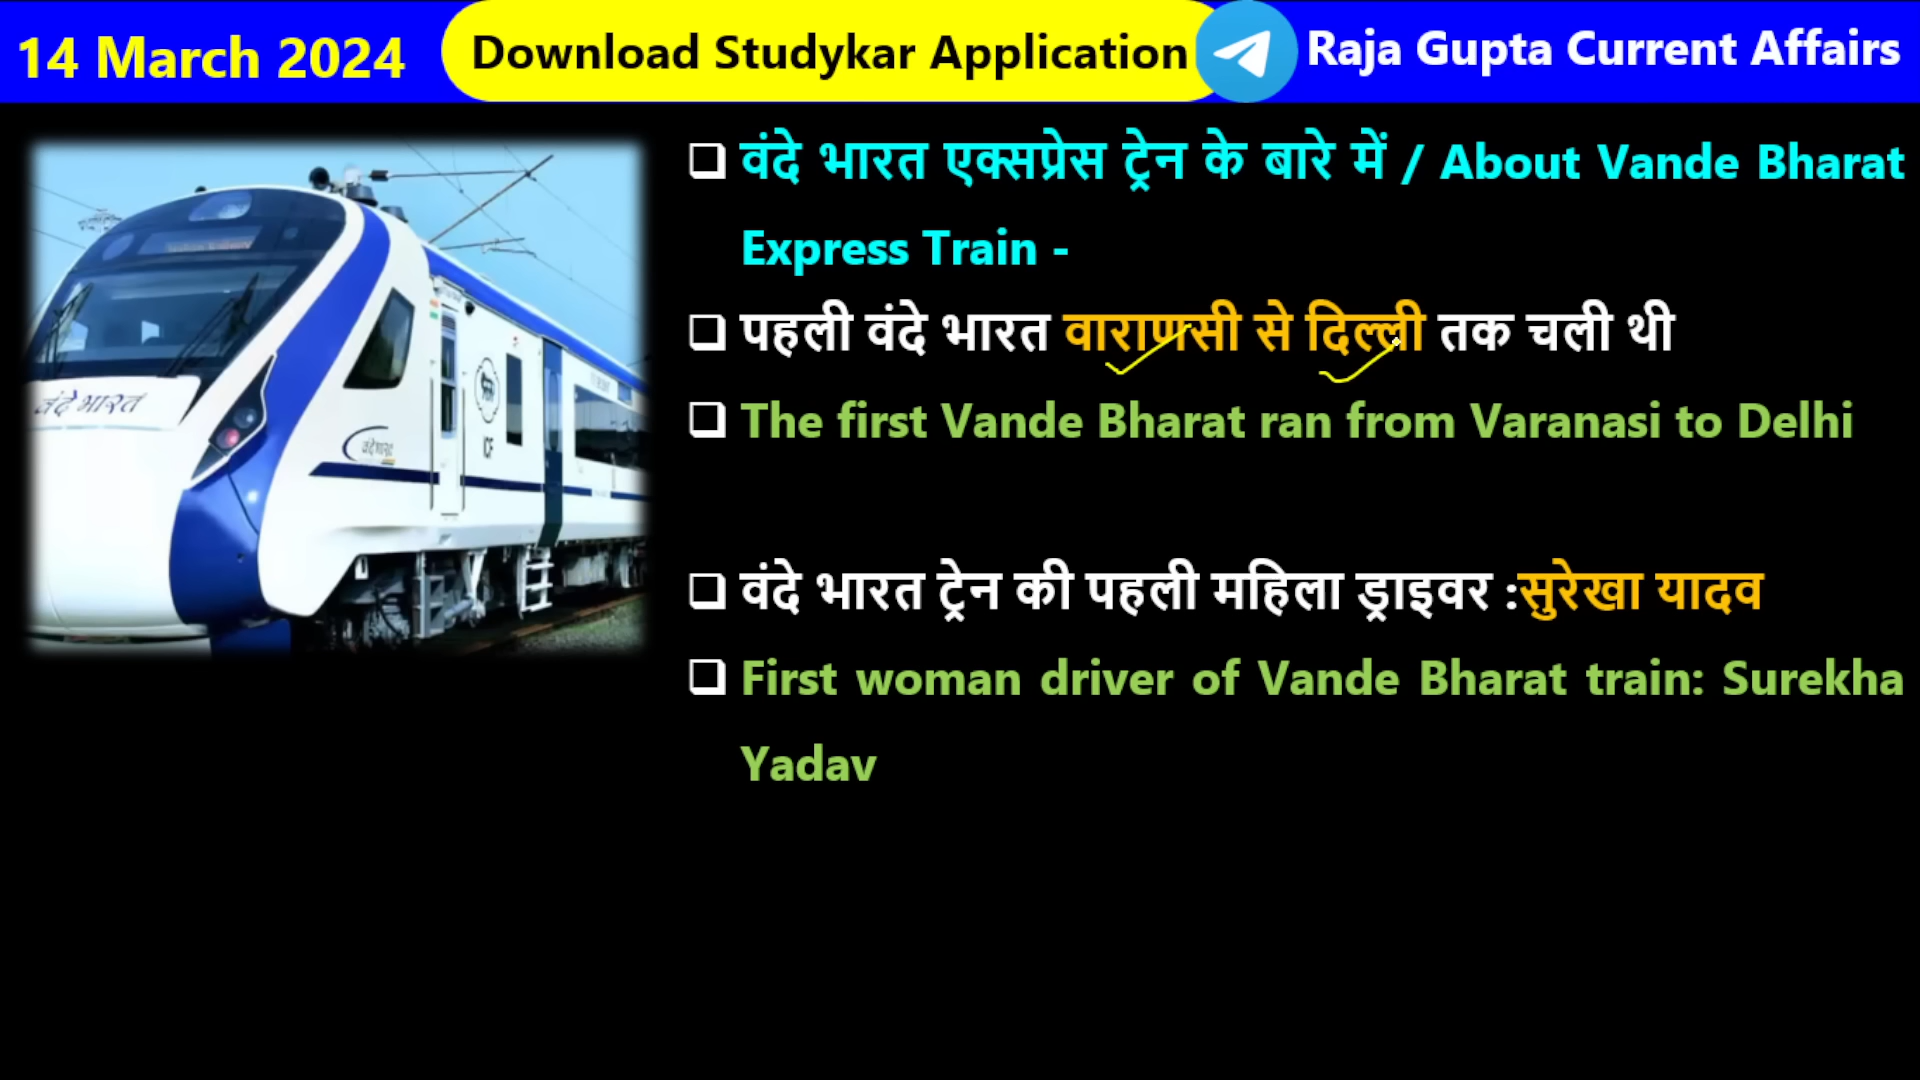 14 March 2024
Download Studykar Application
Raja Gupta Current Affairs
वंदे भारत एक्सप्रेस ट्रेन के बारे में / About Vande Bharat
Express Train -
पहली वंदे भारत वाराणसी से दिल्ली तक चली थी
The first Vande Bharat ran from Varanasi to Delhi
वंदे भारत ट्रेन की पहली महिला ड्राइवर :सुरेखा यादव
First woman driver of Vande Bharat train: Surekha
Yadav
वंदे भारत
वंदे भारत
ICF